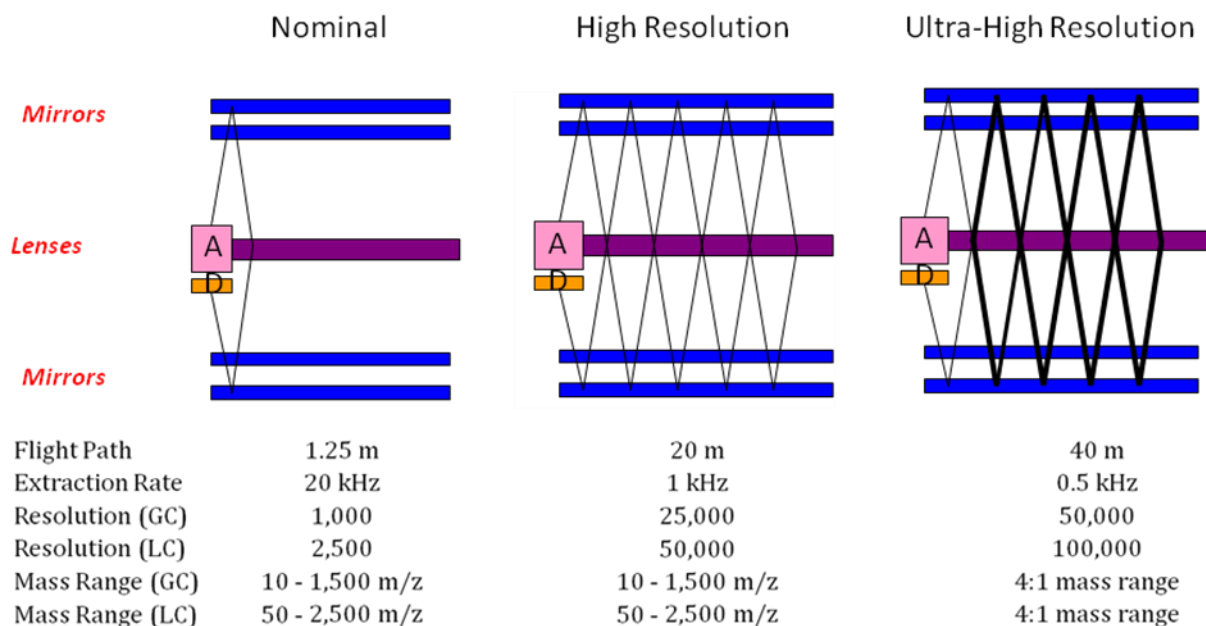 Nominal High Resolution Ultra-High Resolution
Mirrors
A A A
Lenses
D D D
Mirrors
Flight Path 1.25 m 20 m 40 m
Extraction Rate 20 kHz 1 kHz 0.5 kHz
Resolution (GC) 1,000 25,000 50,000
Resolution (LC) 2,500 50,000 100,000
Mass Range (GC) 10 - 1,500 m/z 10 - 1,500 m/z 4:1 mass range
Mass Range (LC) 50 - 2,500 m/z 50 - 2,500 m/z 4:1 mass range